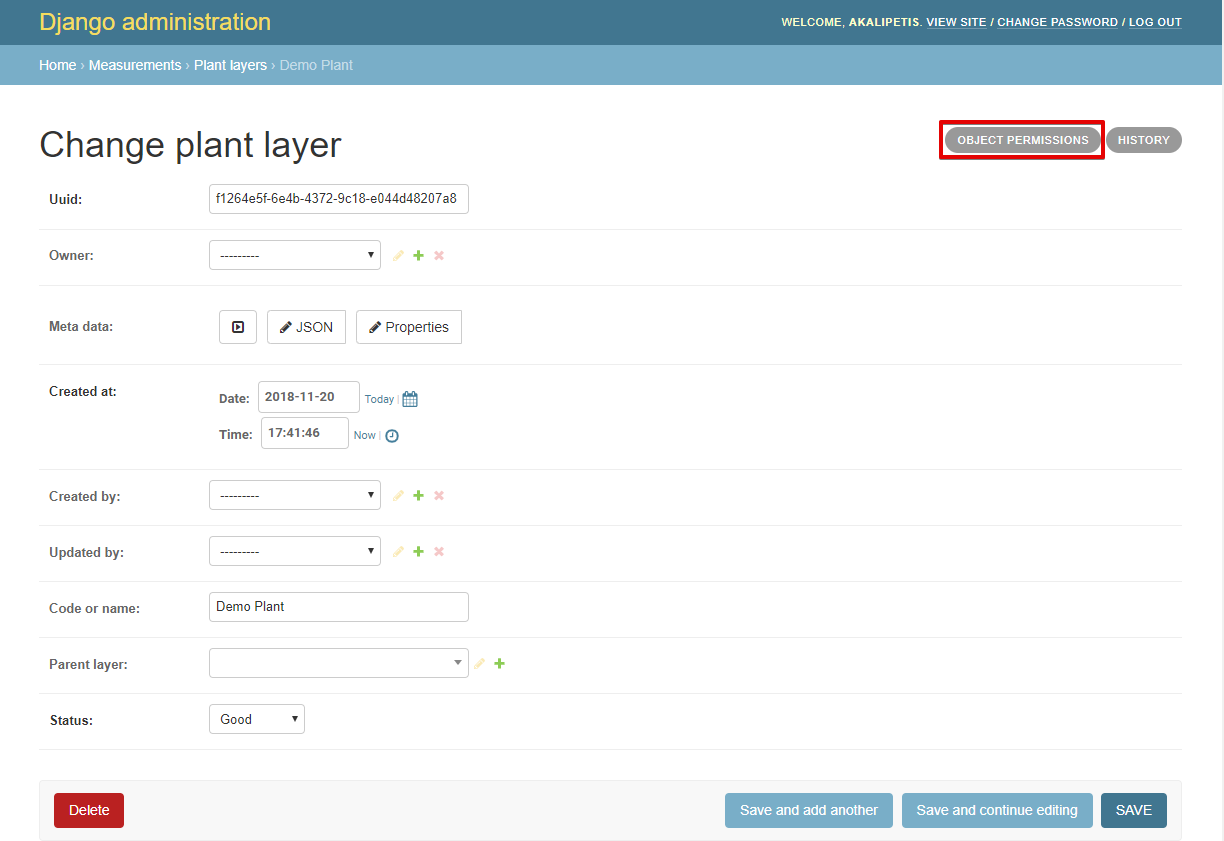 Django administration
WELCOME, AKALIPETIS. VIEW SITE / CHANGE PASSWORD / LOG OUT
Home › Measurements › Plant layers › Demo Plant
Change plant layer
OBJECT PERMISSIONS
HISTORY
Uuid: f1264e5f-6e4b-4372-9c18-e044d48207a8
Owner: ---------
Meta data: JSON Properties
Created at:
Date: 2018-11-20 Today |
Time: 17:41:46 Now |
Created by: ---------
Updated by: ---------
Code or name: Demo Plant
Parent layer:
Status: Good
Delete Save and add another Save and continue editing SAVE